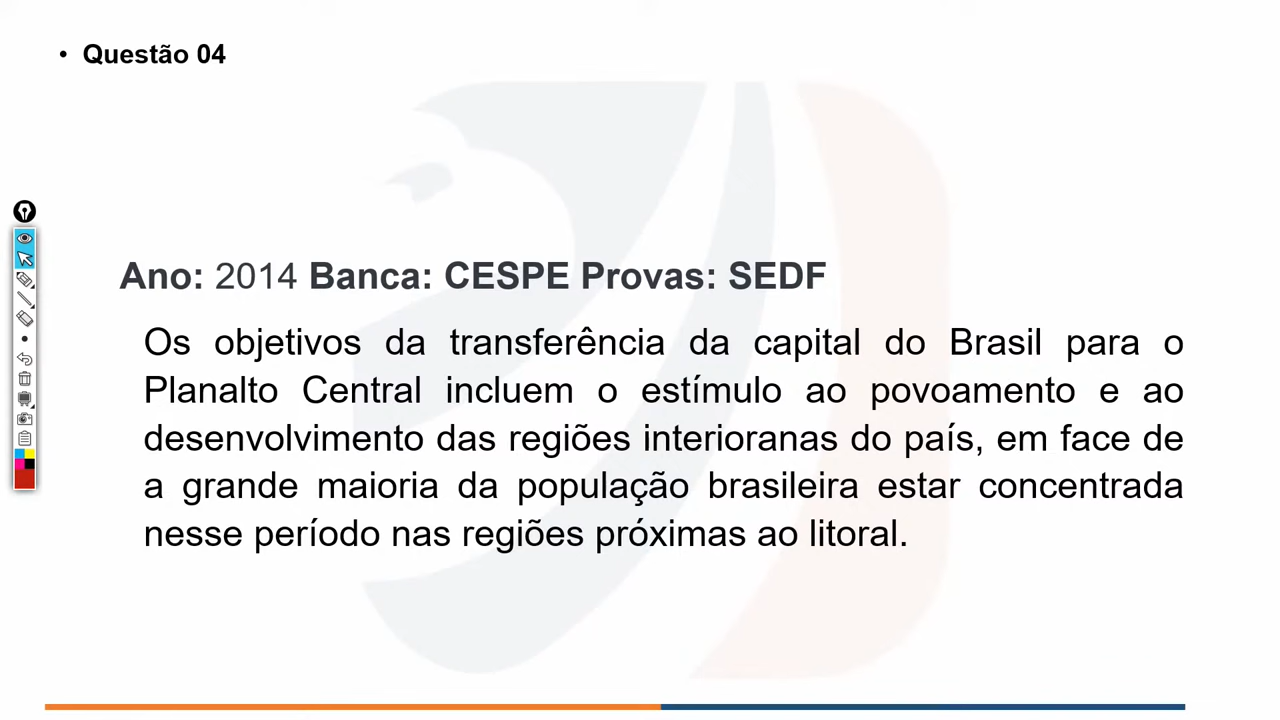 • Questão 04
Ano: 2014 Banca: CESPE Provas: SEDF
Os objetivos da transferência da capital do Brasil para o
Planalto Central incluem o estímulo ao povoamento e ao
desenvolvimento das regiões interioranas do país, em face de
a grande maioria da população brasileira estar concentrada
nesse período nas regiões próximas ao litoral.